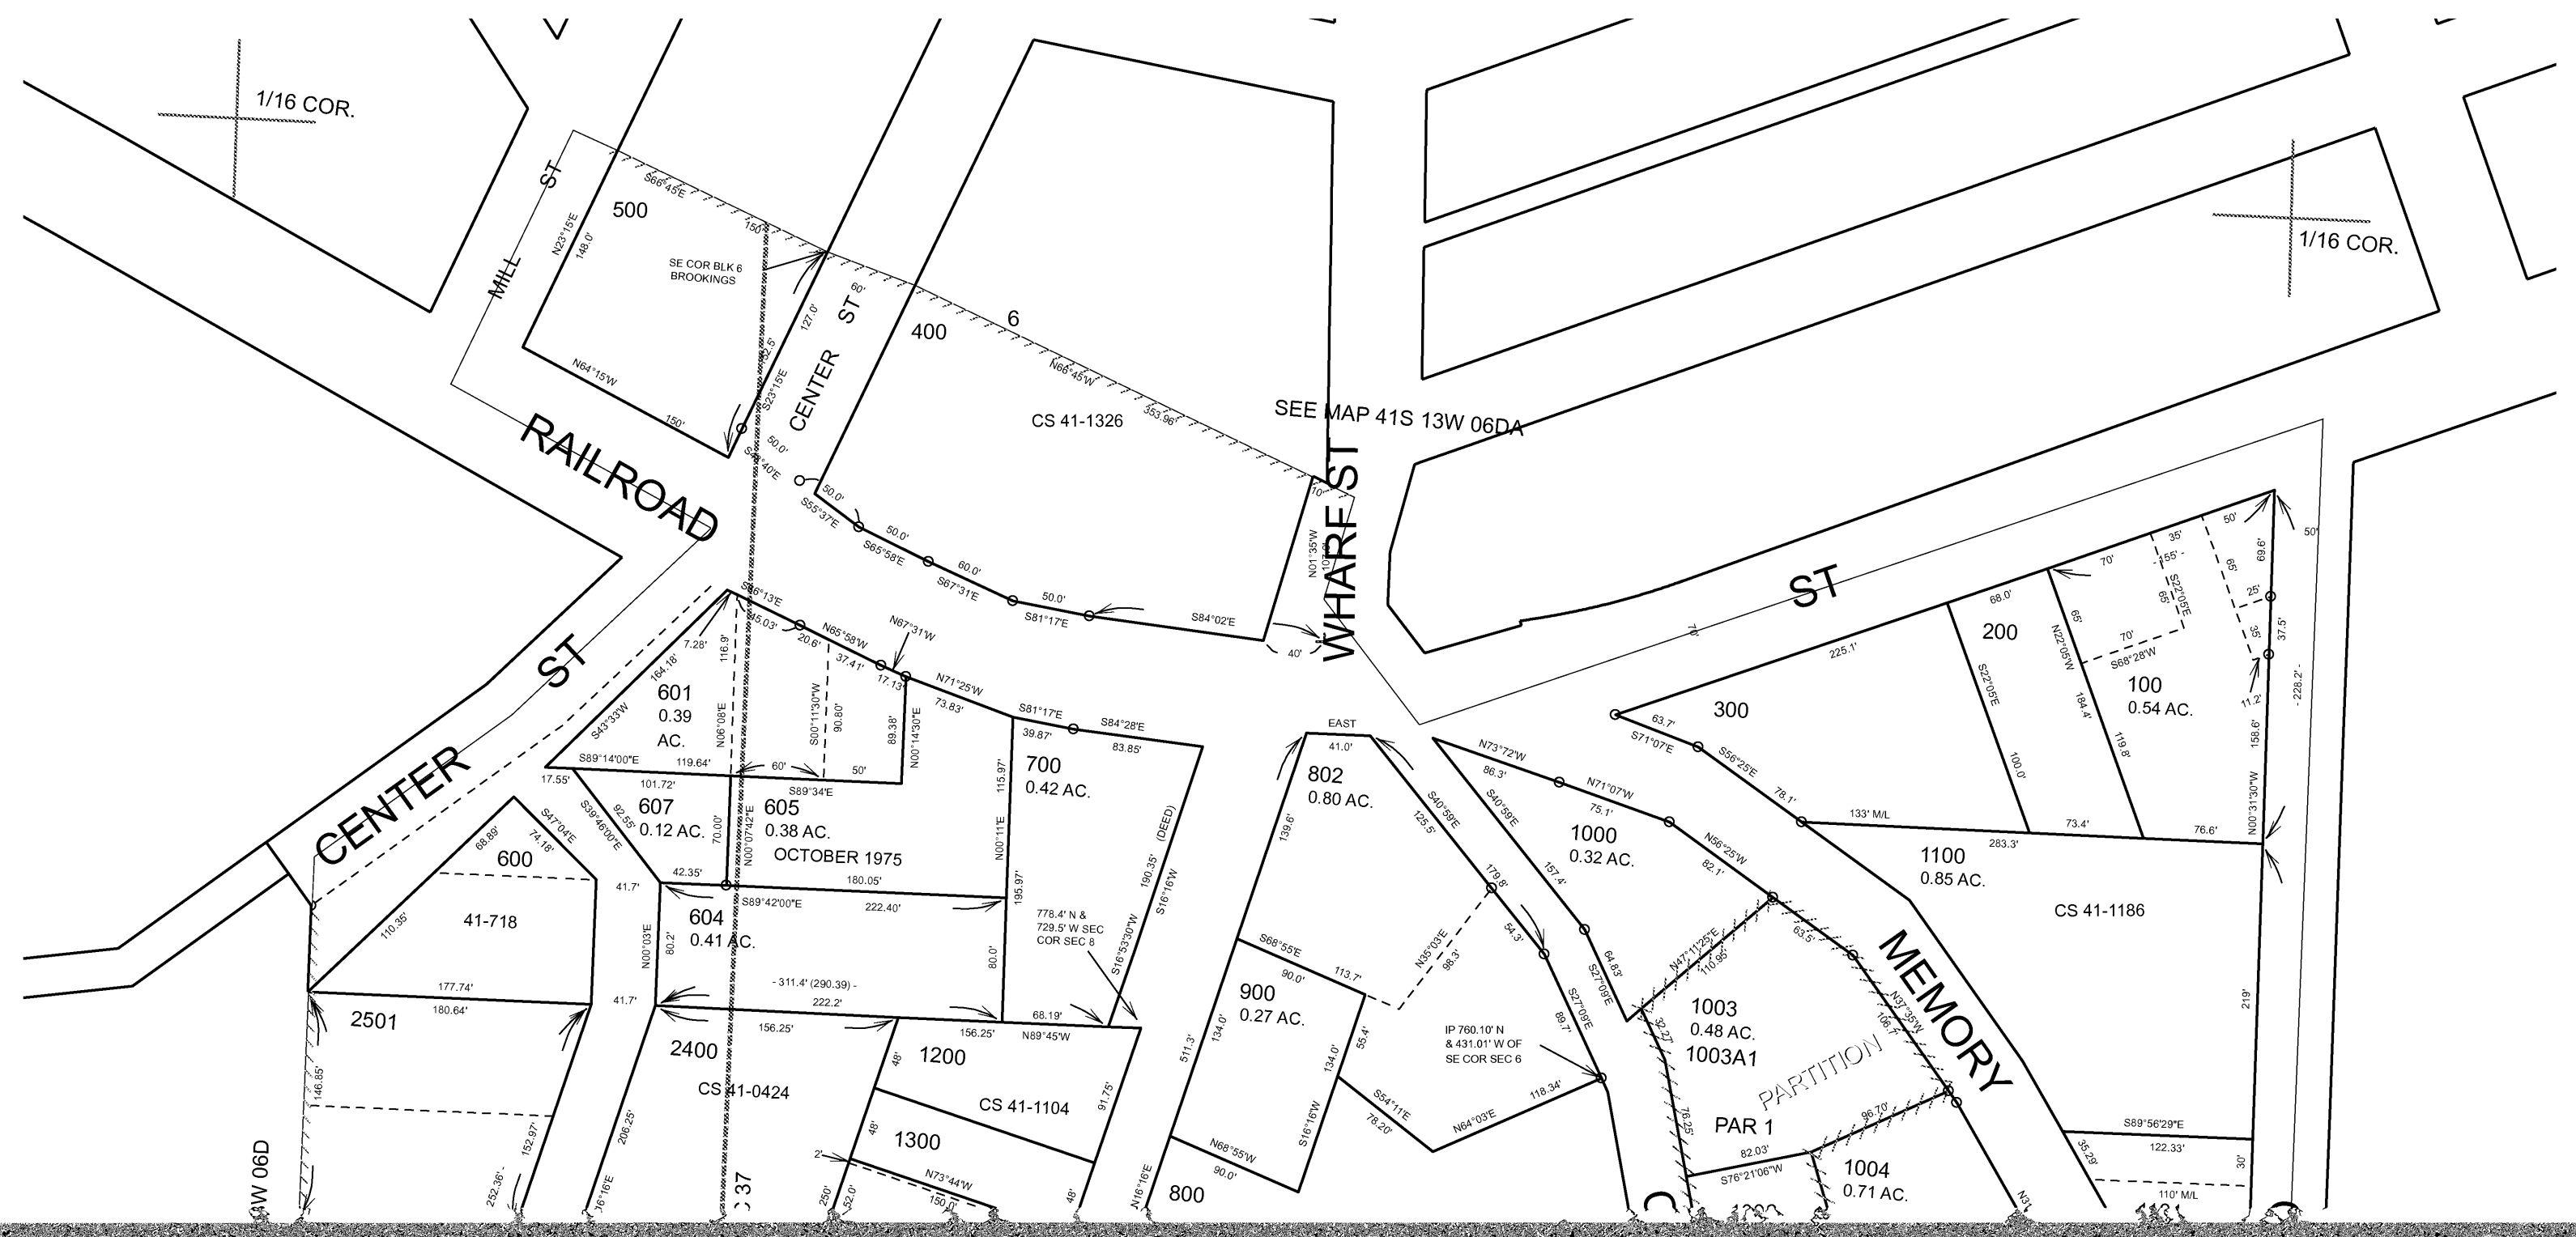 1/16 COR.
1/16 COR.
MILL ST
500
S66°45'E
150'
N23°15'E
148.0'
SE COR BLK 6
BROOKINGS
N64°15'W
150'
127.0'
S23°15'E
60'
CENTER ST
50.0'
400
6
N66°45'W
353.96'
CS 41-1326
SEE MAP 41S 13W 06DA
RAILROAD
ST
50.0'
S55°37'E
50.0'
S65°58'E
60.0'
S67°31'E
50.0'
S81°17'E
S84°02'E
40'
10'
N01°35'W
WHARF ST
70'
CENTER
ST
45.03'
20.6'
N65°58'W
37.41'
N67°31'W
17.13'
N71°25'W
73.83'
7.28'
164.18'
S43°33'W
116.9'
N06°08'E
601
0.39
AC.
S00°11'30"W
90.80'
89.38'
N00°14'30"E
S89°14'00"E
119.64'
60'
50'
S89°34'E
17.55'
101.72'
607
0.12 AC.
92.55'
S39°46'00"E
70.00'
N00°07'42"E
605
0.38 AC.
OCTOBER 1975
42.35'
180.05'
S81°17'E
39.87'
S84°28'E
83.85'
700
0.42 AC.
115.97'
N00°11'E
195.97'
80.0'
(DEED)
190.35'
S16°16'W
S16°53'30"W
778.4' N &
729.5' W SEC
COR SEC 8
68.89'
S47°04'E
74.18'
600
41-718
110.35'
41.7'
41.7'
177.74'
180.64'
S89°42'00"E
222.40'
604
0.41 AC.
N00°03'E
80.2'
- 311.4' (290.39) -
222.2'
156.25'
156.25'
68.19'
N89°45'W
2501
146.85'
152.97'
252.36' -
206.25'
2400
CS 41-0424
1200
48'
CS 41-1104
91.75'
1300
48'
2'
N73°44'W
150.0'
250'
52.0'
48'
N16°16'E
EAST
41.0'
802
0.80 AC.
139.6'
S40°59'E
125.5'
179.8'
54.3'
N35°03'E
98.3'
S68°55'E
90.0'
113.7'
900
0.27 AC.
134.0'
511.3'
55.4'
134.0'
S16°16'W
N68°55'W
90.0'
800
S54°11'E
78.20'
N64°03'E
118.34'
IP 760.10' N
& 431.01' W OF
SE COR SEC 6
S27°09'E
89.7'
N73°72'W
86.3'
N71°07'W
75.1'
1000
0.32 AC.
N56°25'W
82.1'
S40°59'E
157.4'
64.83'
S27°09'E
N47°11'25"E
110.95'
63.5'
N37°35'W
106.7'
32.27'
76.25'
1003
0.48 AC.
1003A1
PARTITION
PAR 1
96.70'
82.03'
S76°21'06"W
1004
0.71 AC.
MEMORY
300
225.1'
63.7'
S71°07'E
S56°25'E
78.1'
133' M/L
200
68.0'
S22°05'E
100.0'
73.4'
283.3'
76.6'
70'
65'
N22°05'W
184.4'
119.8'
70'
S68°28'W
35'
- 155' -
S22°05'E
65'
65'
50'
25'
35'
69.6'
37.5'
11.2'
158.6'
N00°31'30"W
50'
- 228.2' -
100
0.54 AC.
1100
0.85 AC.
CS 41-1186
219'
S89°56'29"E
122.33'
35.29'
30'
110' M/L